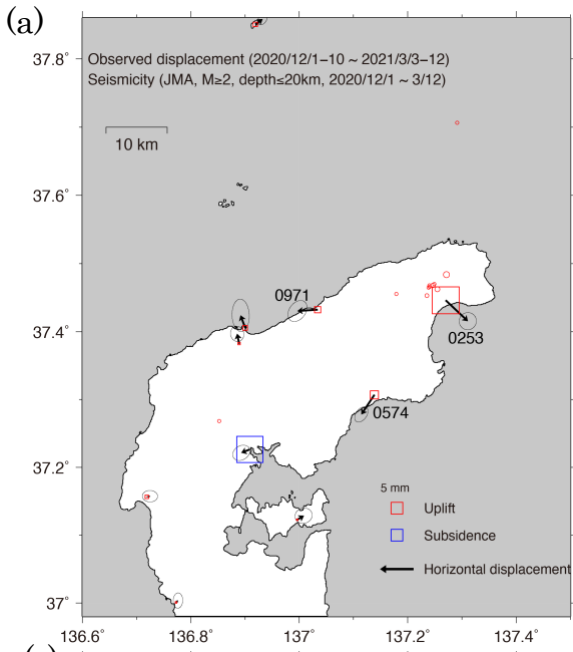 (a)
Observed displacement (2020/12/1−10 ~ 2021/3/3−12)
Seismicity (JMA, M≥2, depth≤20km, 2020/12/1 ~ 3/12)
37.8°
10 km
37.6°
0971
37.4°
0253
0574
37.2°
5 mm
Uplift
Subsidence
Horizontal displacement
37°
136.6° 136.8° 137° 137.2° 137.4°